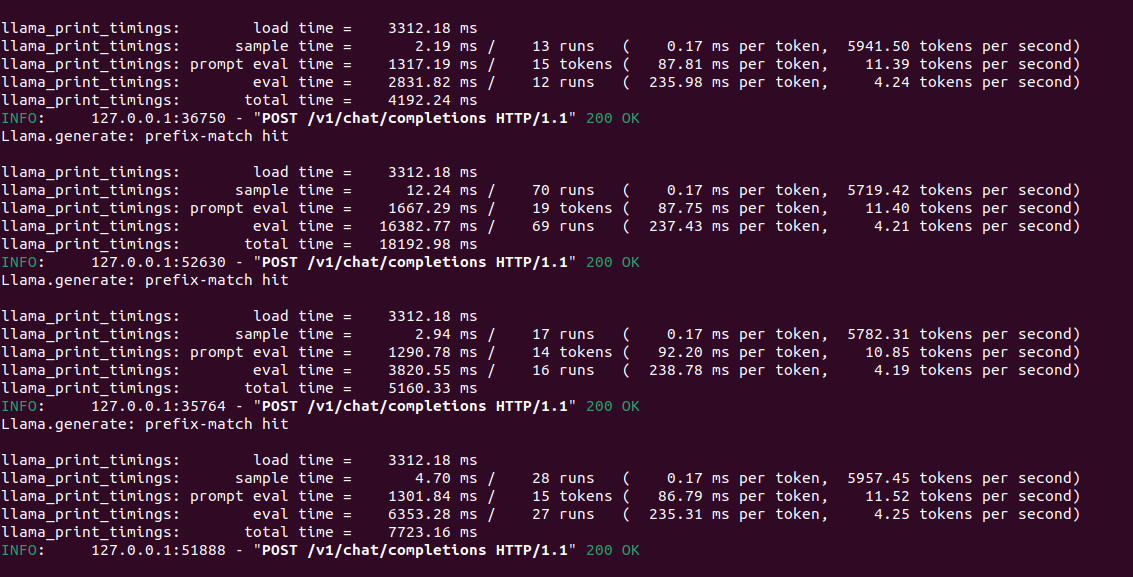 llama_print_timings:        load time =    3312.18 ms
llama_print_timings:      sample time =       2.19 ms /    13 runs   (    0.17 ms per token,  5941.50 tokens per second)
llama_print_timings: prompt eval time =    1317.19 ms /    15 tokens (   87.81 ms per token,    11.39 tokens per second)
llama_print_timings:        eval time =    2831.82 ms /    12 runs   (  235.98 ms per token,     4.24 tokens per second)
llama_print_timings:       total time =    4192.24 ms
INFO:     127.0.0.1:36750 - "POST /v1/chat/completions HTTP/1.1" 200 OK
Llama.generate: prefix-match hit
llama_print_timings:        load time =    3312.18 ms
llama_print_timings:      sample time =      12.24 ms /    70 runs   (    0.17 ms per token,  5719.42 tokens per second)
llama_print_timings: prompt eval time =    1667.29 ms /    19 tokens (   87.75 ms per token,    11.40 tokens per second)
llama_print_timings:        eval time =   16382.77 ms /    69 runs   (  237.43 ms per token,     4.21 tokens per second)
llama_print_timings:       total time =   18192.98 ms
INFO:     127.0.0.1:52630 - "POST /v1/chat/completions HTTP/1.1" 200 OK
Llama.generate: prefix-match hit
llama_print_timings:        load time =    3312.18 ms
llama_print_timings:      sample time =       2.94 ms /    17 runs   (    0.17 ms per token,  5782.31 tokens per second)
llama_print_timings: prompt eval time =    1290.78 ms /    14 tokens (   92.20 ms per token,    10.85 tokens per second)
llama_print_timings:        eval time =    3820.55 ms /    16 runs   (  238.78 ms per token,     4.19 tokens per second)
llama_print_timings:       total time =    5160.33 ms
INFO:     127.0.0.1:35764 - "POST /v1/chat/completions HTTP/1.1" 200 OK
Llama.generate: prefix-match hit
llama_print_timings:        load time =    3312.18 ms
llama_print_timings:      sample time =       4.70 ms /    28 runs   (    0.17 ms per token,  5957.45 tokens per second)
llama_print_timings: prompt eval time =    1301.84 ms /    15 tokens (   86.79 ms per token,    11.52 tokens per second)
llama_print_timings:        eval time =    6353.28 ms /    27 runs   (  235.31 ms per token,     4.25 tokens per second)
llama_print_timings:       total time =    7723.16 ms
INFO:     127.0.0.1:51888 - "POST /v1/chat/completions HTTP/1.1" 200 OK